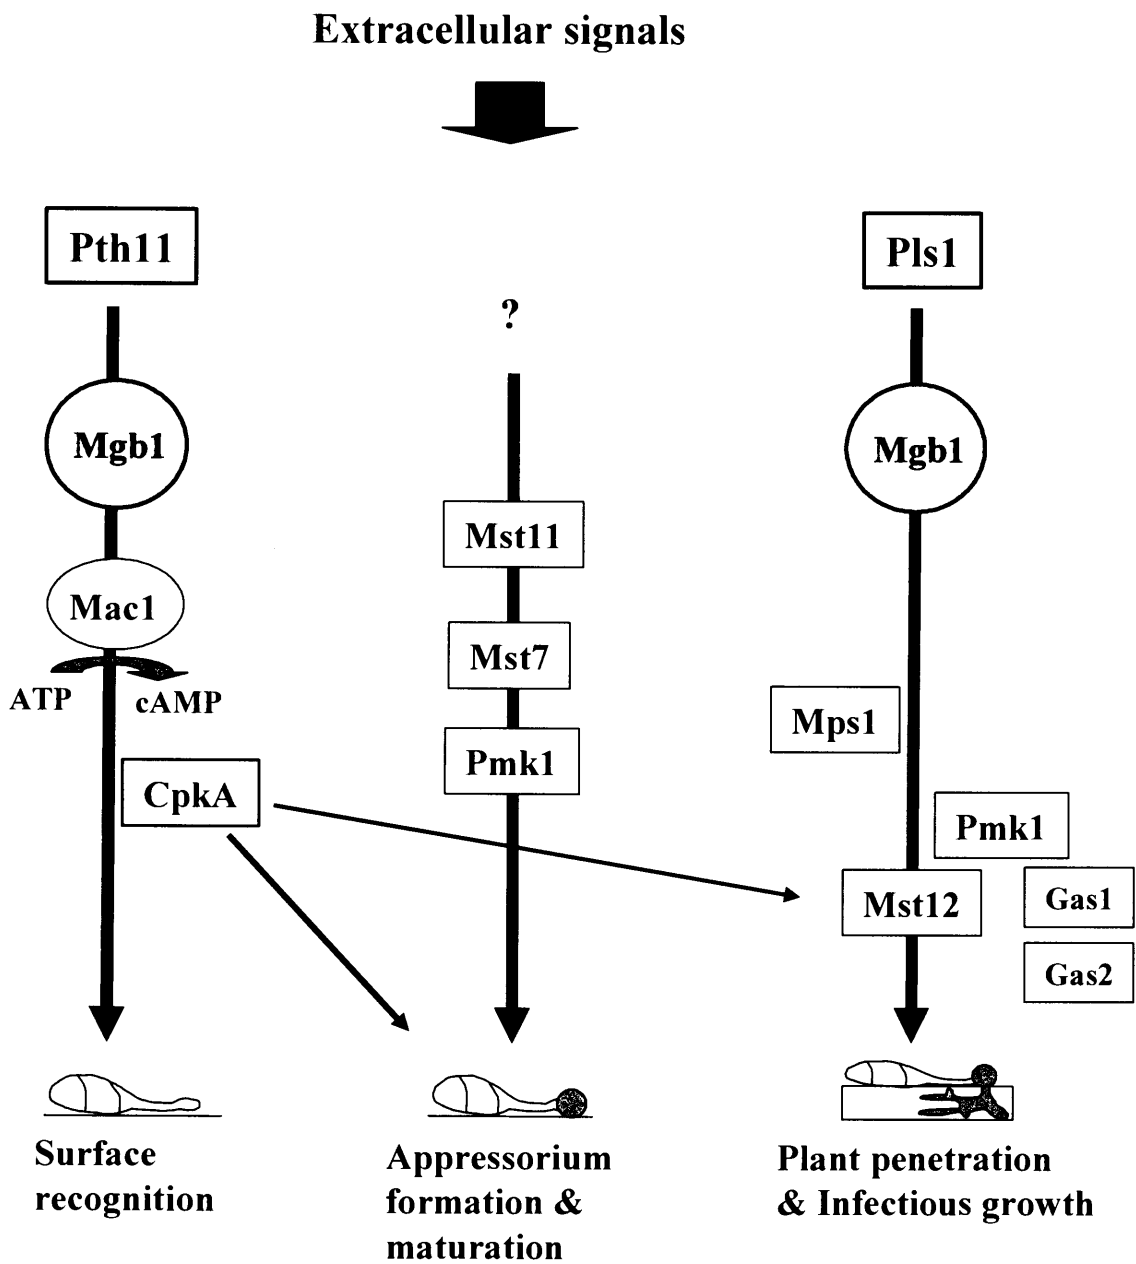 Extracellular signals
Pth11
Mgb1
Mac1
ATP
cAMP
CpkA
Surface
recognition
?
Mst11
Mst7
Pmk1
Appressorium
formation &
maturation
Pls1
Mgb1
Mps1
Pmk1
Mst12
Gas1
Gas2
Plant penetration
& Infectious growth